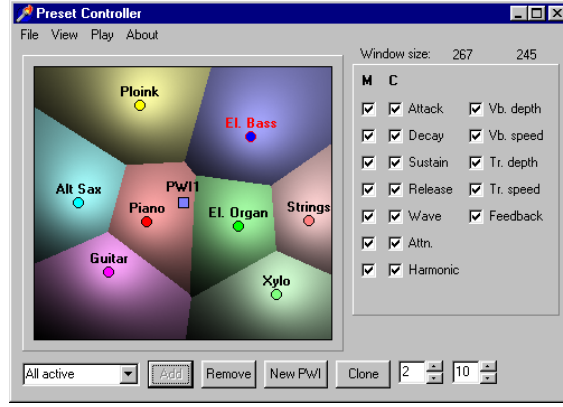 Preset Controller
File View Play About
Window size: 267 245
M C
Ploink
El. Bass
Alt Sax
PWI1
Piano
El. Organ
Strings
Guitar
Xylo
Attack Vb. depth
Decay Vb. speed
Sustain Tr. depth
Release Tr. speed
Wave Feedback
Attn.
Harmonic
All active Add Remove New PWI Clone 2 10